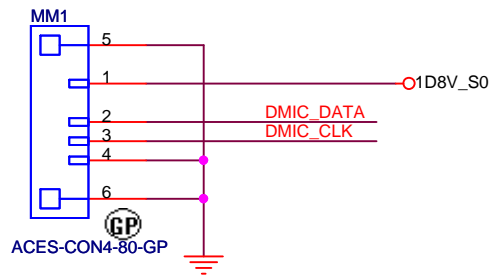 MM1
5
1
1D8V_S0
2
DMIC_DATA
3
DMIC_CLK
4
6
GP
ACES-CON4-80-GP